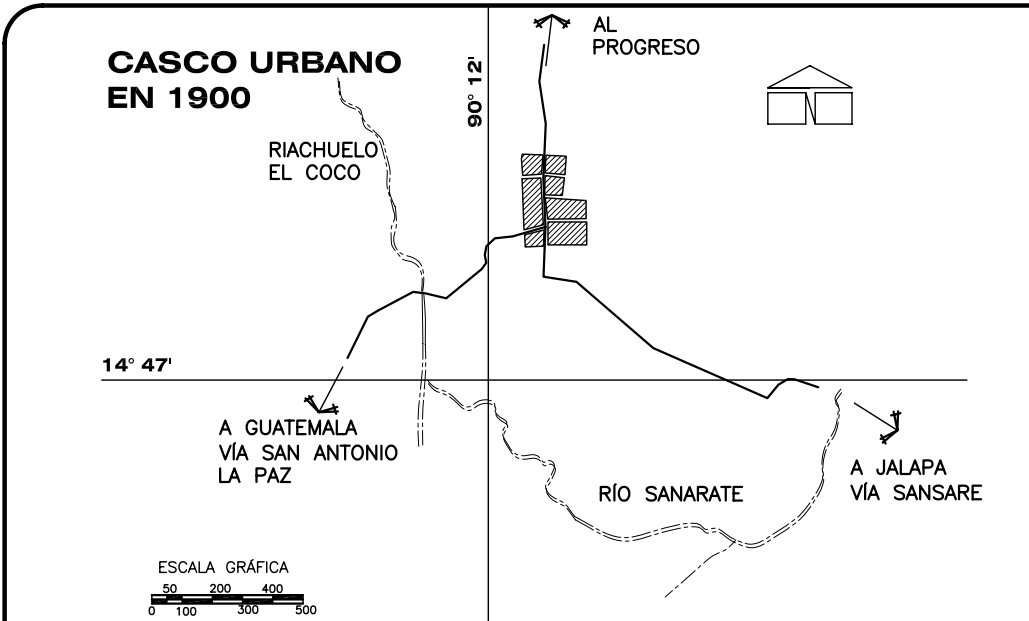 CASCO URBANO
EN 1900
AL
PROGRESO
90° 12'
RIACHUELO
EL COCO
14° 47'
A GUATEMALA
VÍA SAN ANTONIO
LA PAZ
RÍO SANARATE
A JALAPA
VÍA SANSARE
ESCALA GRÁFICA
50 200 400
0 100 300 500